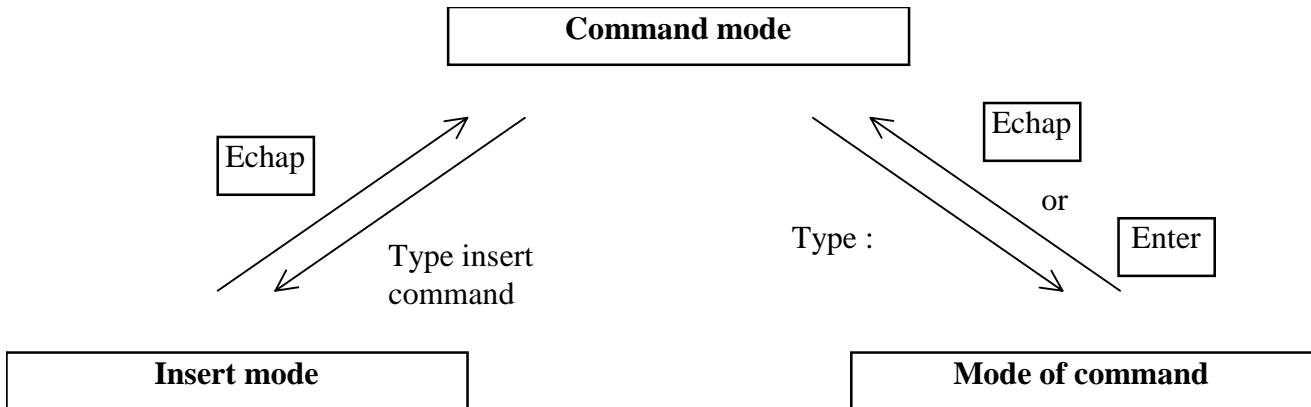 Command mode
Echap
Echap
or
Type :
Enter
Type insert
command
Insert mode
Mode of command